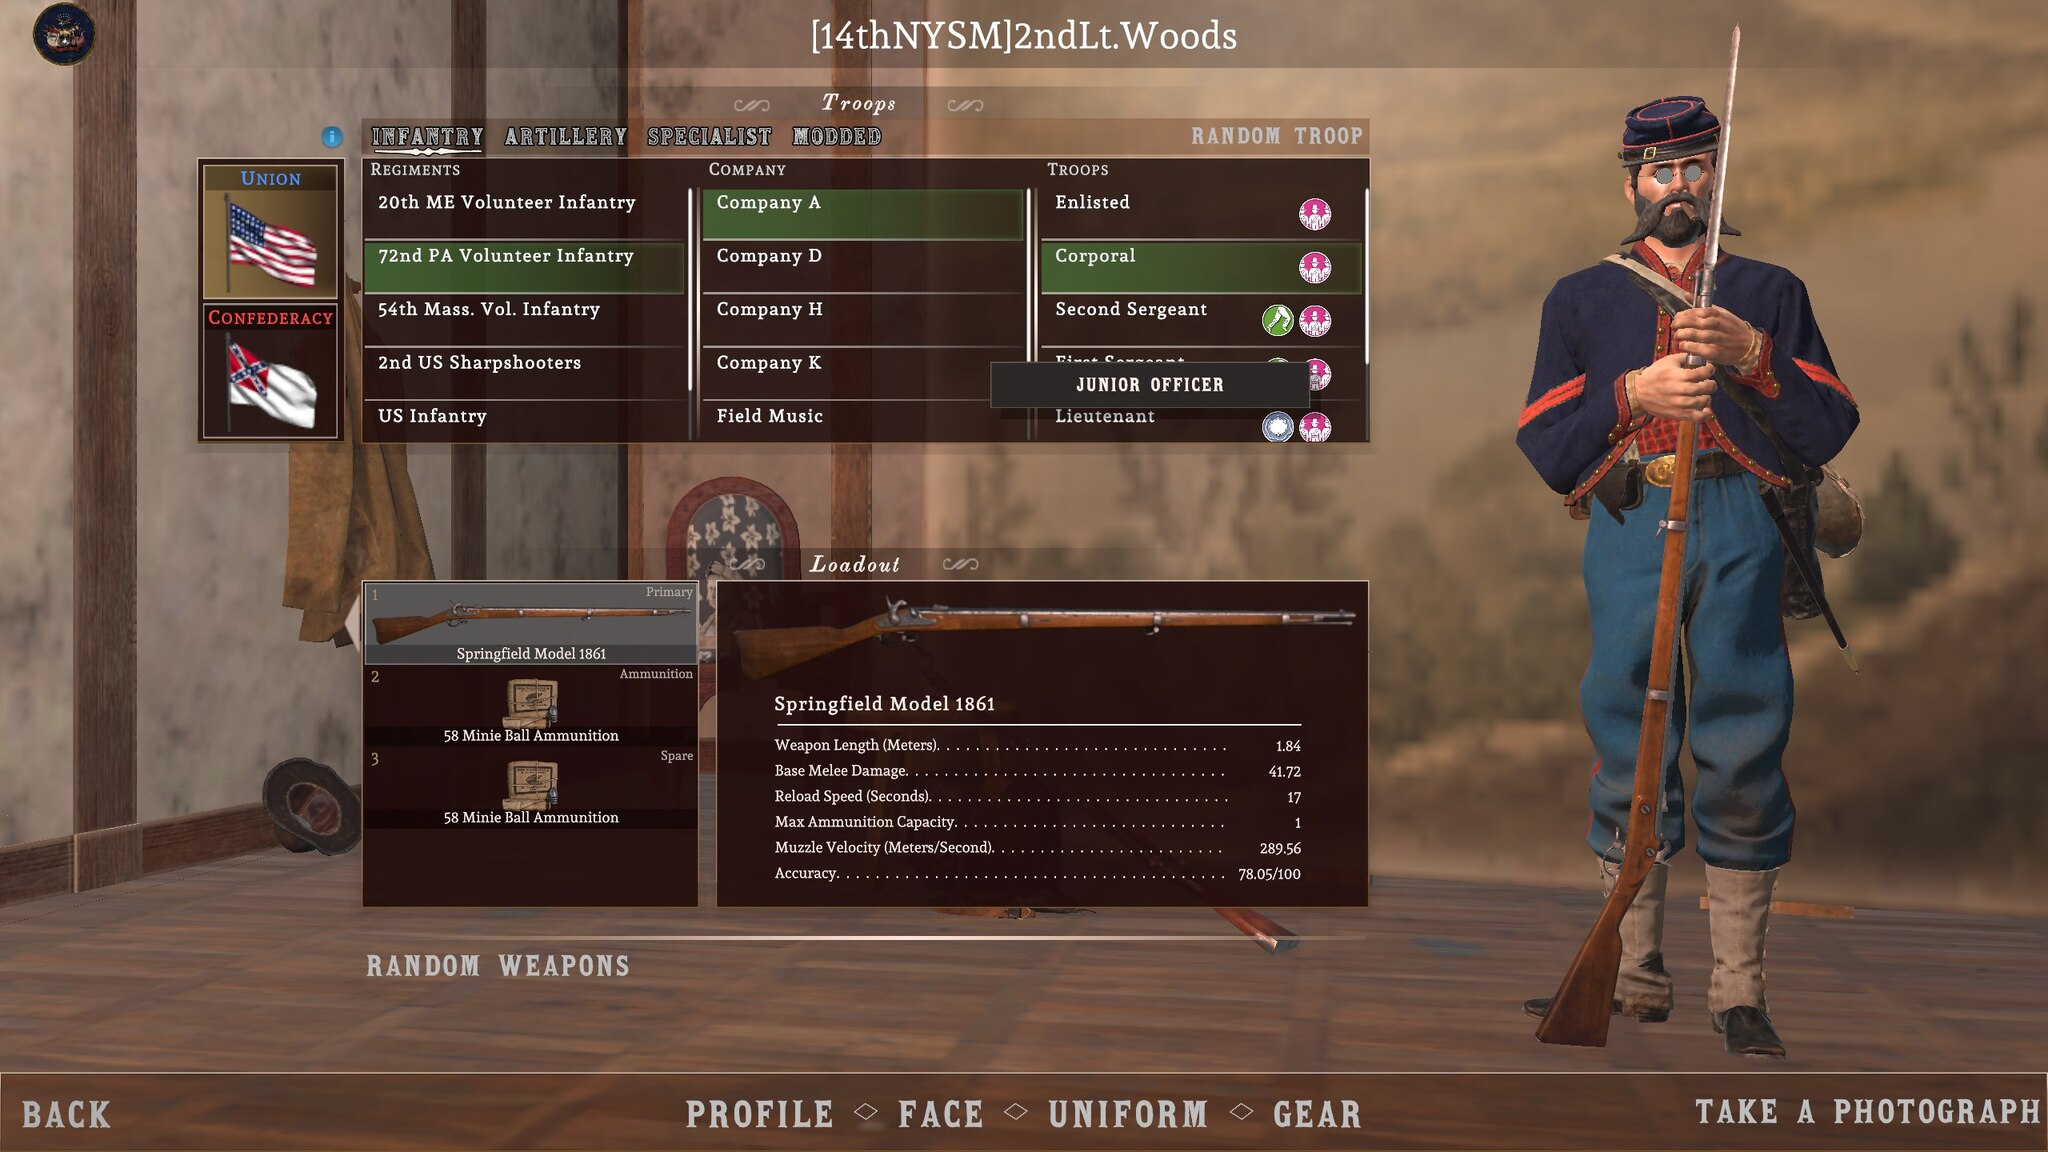 [14thNYSM]2ndLt.Woods
Troops
INFANTRY ARTILLERY SPECIALIST MODDED RANDOM TROOP
REGIMENTS
20th ME Volunteer Infantry
72nd PA Volunteer Infantry
54th Mass. Vol. Infantry
2nd US Sharpshooters
US Infantry
COMPANY
Company A
Company D
Company H
Company K
Field Music
TROOPS
Enlisted
Corporal
Second Sergeant
First Sergeant
JUNIOR OFFICER
Lieutenant
UNION
CONFEDERACY
Loadout
1 Primary
Springfield Model 1861
2 Ammunition
58 Minie Ball Ammunition
3 Spare
58 Minie Ball Ammunition
Springfield Model 1861
Weapon Length (Meters). . . . . . . . . . . . . . . . . . . . . . . . . . . . . . 1.84
Base Melee Damage. . . . . . . . . . . . . . . . . . . . . . . . . . . . . . . . . 41.72
Reload Speed (Seconds). . . . . . . . . . . . . . . . . . . . . . . . . . . . . . . 17
Max Ammunition Capacity. . . . . . . . . . . . . . . . . . . . . . . . . . . . 1
Muzzle Velocity (Meters/Second). . . . . . . . . . . . . . . . . . . . . . . . 289.56
Accuracy. . . . . . . . . . . . . . . . . . . . . . . . . . . . . . . . . . . . . . . . 78.05/100
RANDOM WEAPONS
BACK
PROFILE ◇ FACE ◇ UNIFORM ◇ GEAR
TAKE A PHOTOGRAPH